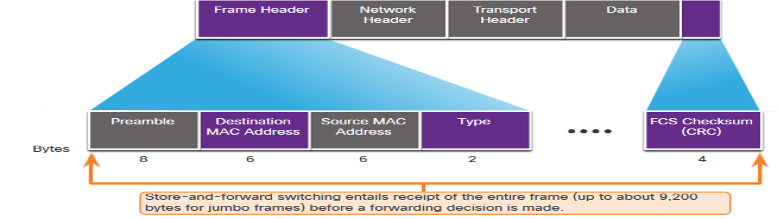 Frame Header
Network
Header
Transport
Header
Data
Preamble
Destination
MAC Address
Source MAC
Address
Type
FCS Checksum
(CRC)
Bytes
8
6
6
2
4
Store-and-forward switching entails receipt of the entire frame (up to about 9,200
bytes for jumbo frames) before a forwarding decision is made.